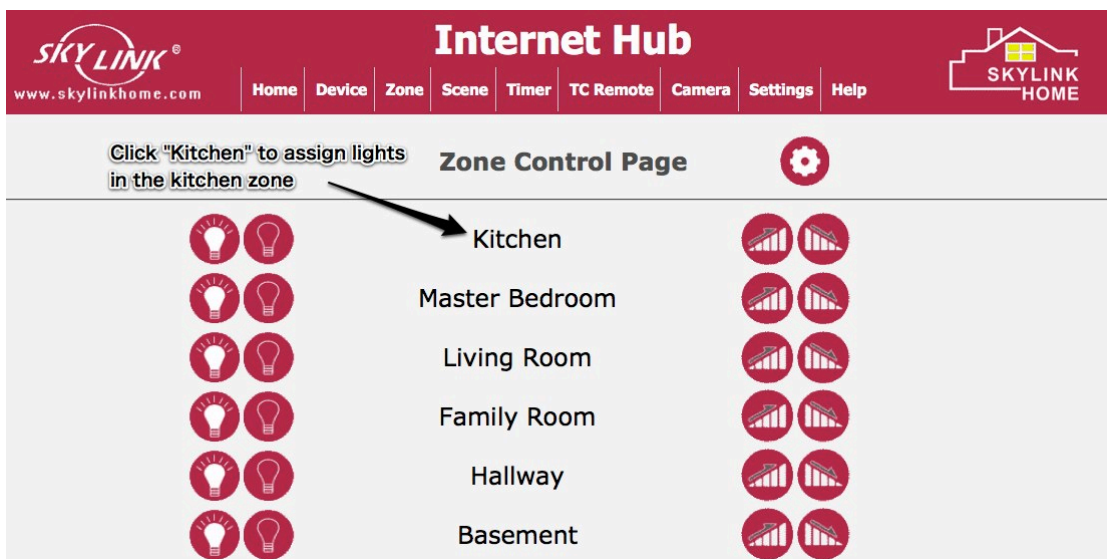 SKYLINK®
www.skylinkhome.com
Internet Hub
Home Device Zone Scene Timer TC Remote Camera Settings Help
SKYLINK
HOME
Click "Kitchen" to assign lights
in the kitchen zone
Zone Control Page
Kitchen
Master Bedroom
Living Room
Family Room
Hallway
Basement